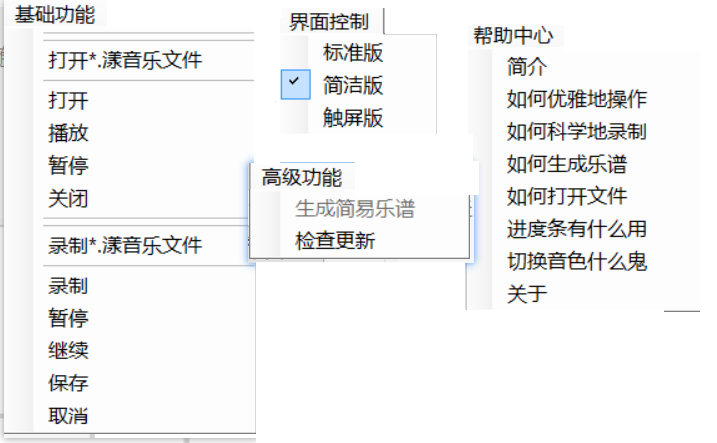 基础功能
打开*.漾音乐文件
打开
播放
暂停
关闭
录制*.漾音乐文件
录制
暂停
继续
保存
取消
界面控制
标准版
简洁版
触屏版
高级功能
生成简易乐谱
检查更新
帮助中心
简介
如何优雅地操作
如何科学地录制
如何生成乐谱
如何打开文件
进度条有什么用
切换音色什么鬼
关于